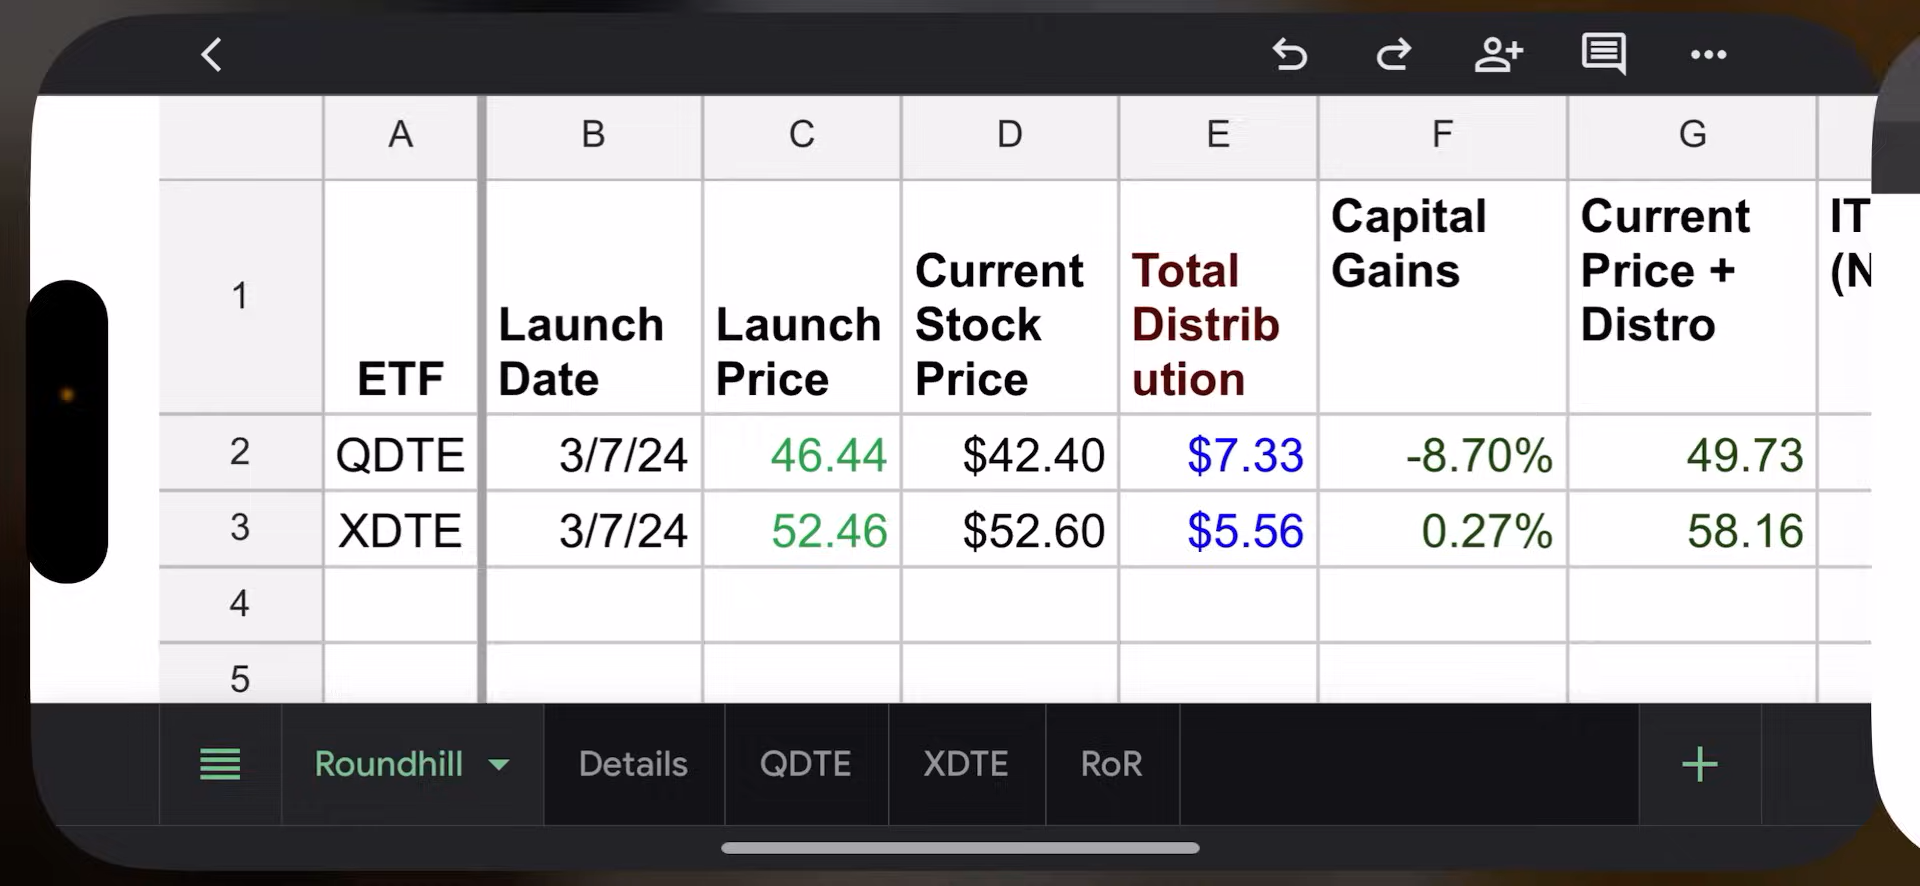 A B C D E F G
1 ETF Launch Date Launch Price Current Stock Price Total Distrib ution Capital Gains Current Price + Distro IT (N
2 QDTE 3/7/24 46.44 $42.40 $7.33 -8.70% 49.73
3 XDTE 3/7/24 52.46 $52.60 $5.56 0.27% 58.16
4
5
Roundhill Details QDTE XDTE RoR